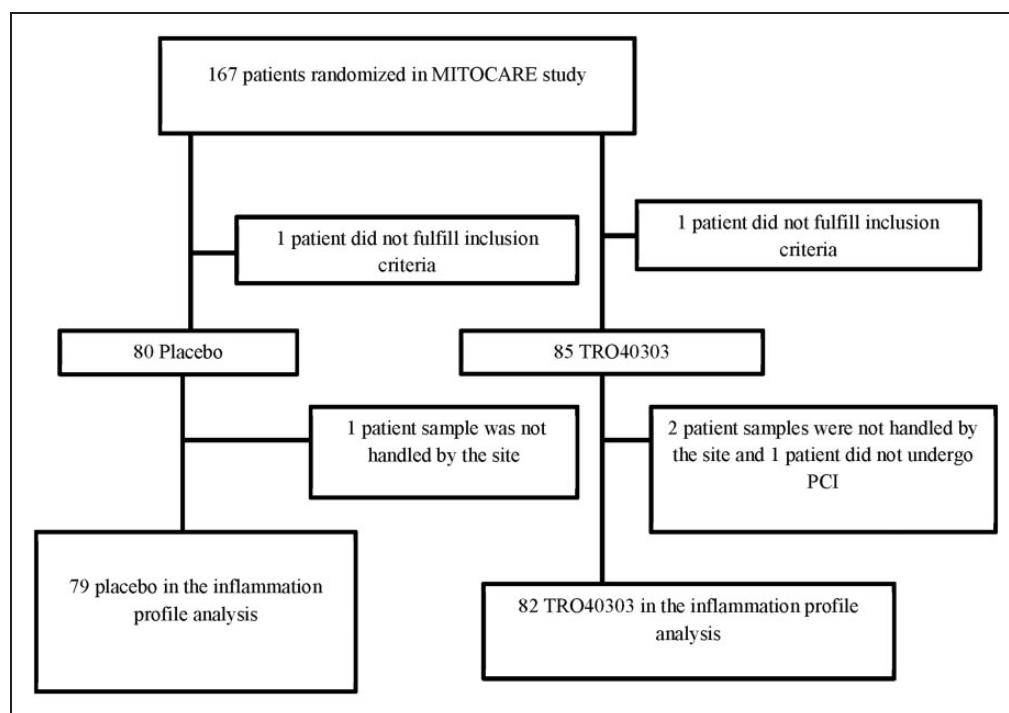 167 patients randomized in MITOCARE study
1 patient did not fulfill inclusion
criteria
1 patient did not fulfill inclusion
criteria
80 Placebo
85 TRO40303
1 patient sample was not
handled by the site
2 patient samples were not handled by
the site and 1 patient did not undergo
PCI
79 placebo in the inflammation
profile analysis
82 TRO40303 in the inflammation profile
analysis